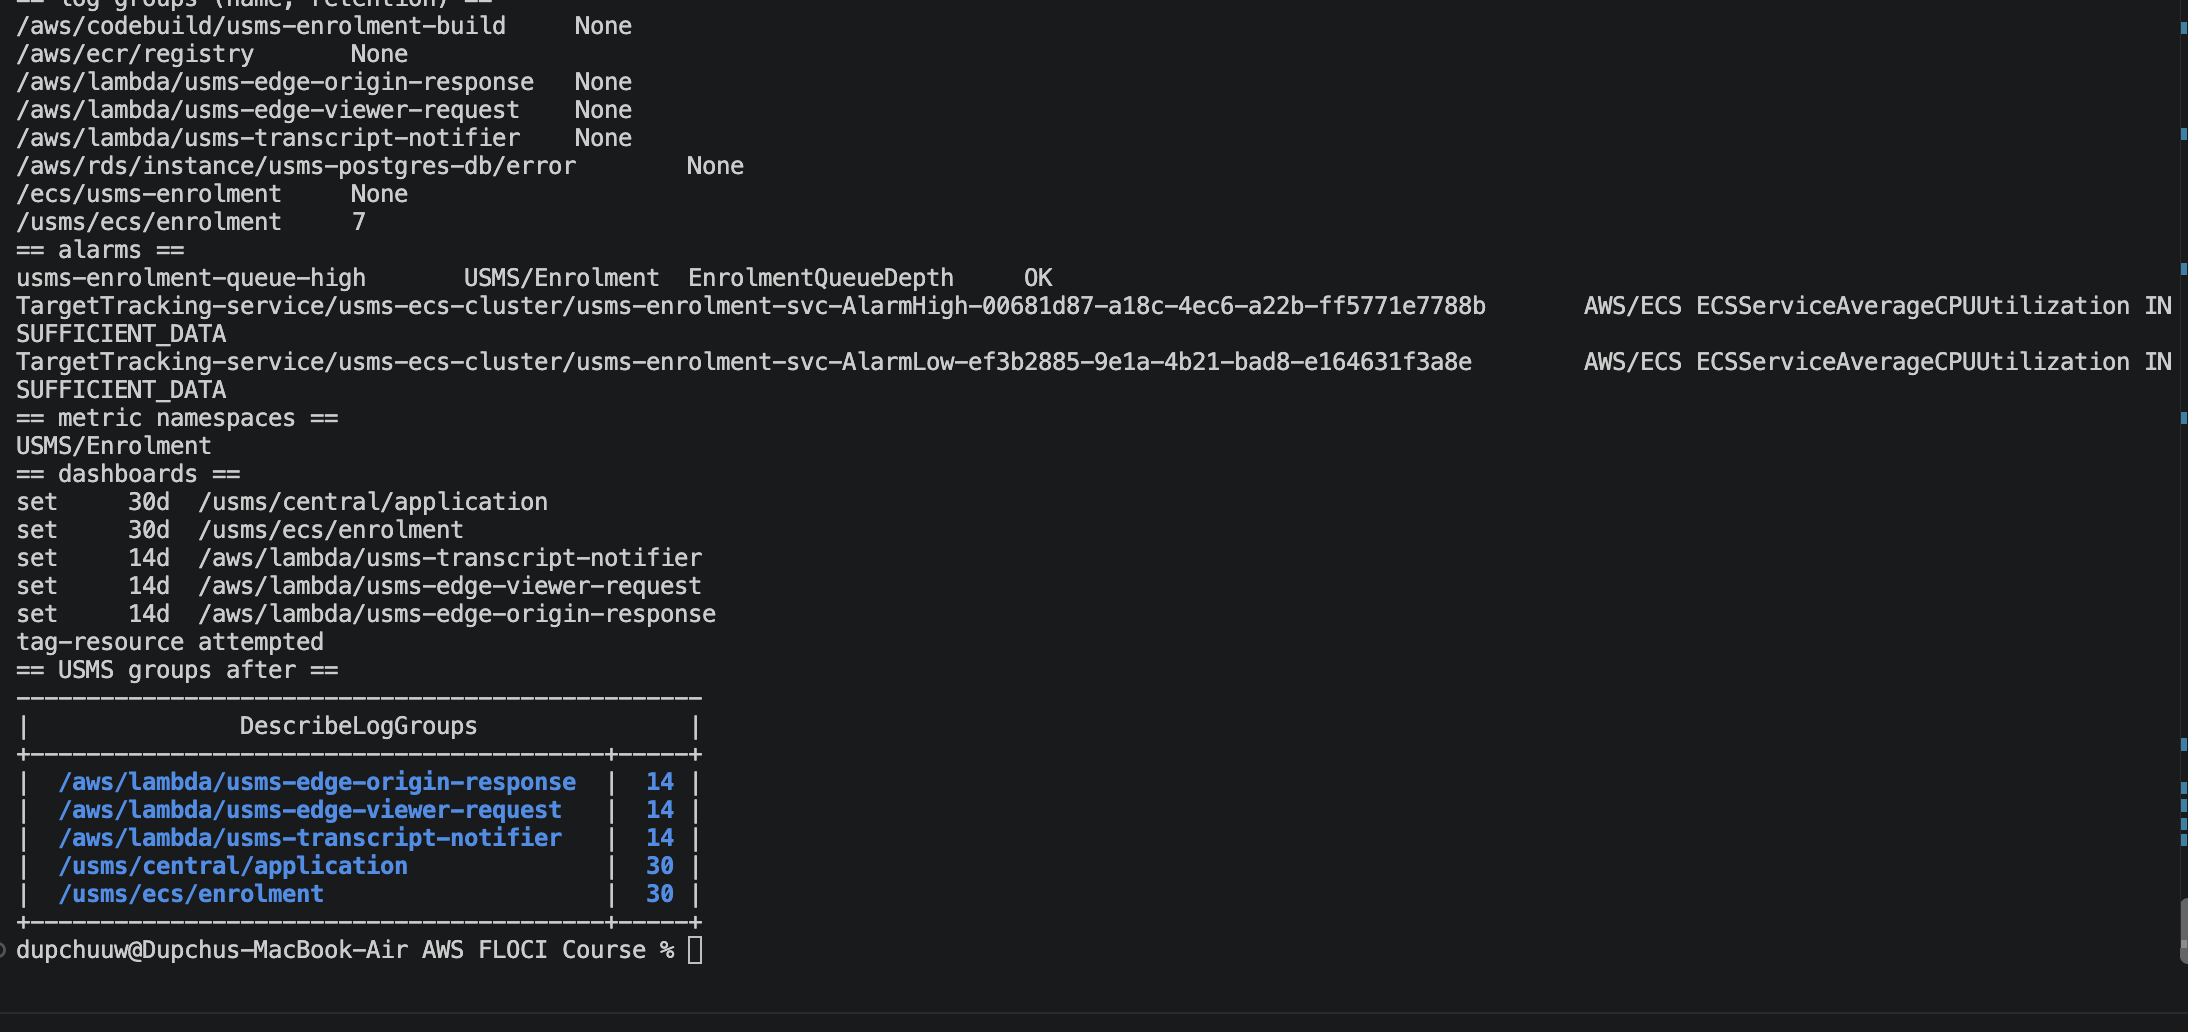 == log groups (name, retention) ==
/aws/codebuild/usms-enrolment-build     None
/aws/ecr/registry       None
/aws/lambda/usms-edge-origin-response   None
/aws/lambda/usms-edge-viewer-request    None
/aws/lambda/usms-transcript-notifier    None
/aws/rds/instance/usms-postgres-db/error        None
/ecs/usms-enrolment     None
/usms/ecs/enrolment     7
== alarms ==
usms-enrolment-queue-high       USMS/Enrolment  EnrolmentQueueDepth     OK
TargetTracking-service/usms-ecs-cluster/usms-enrolment-svc-AlarmHigh-00681d87-a18c-4ec6-a22b-ff5771e7788b       AWS/ECS ECSServiceAverageCPUUtilization IN
SUFFICIENT_DATA
TargetTracking-service/usms-ecs-cluster/usms-enrolment-svc-AlarmLow-ef3b2885-9e1a-4b21-bad8-e164631f3a8e        AWS/ECS ECSServiceAverageCPUUtilization IN
SUFFICIENT_DATA
== metric namespaces ==
USMS/Enrolment
== dashboards ==
set     30d  /usms/central/application
set     30d  /usms/ecs/enrolment
set     14d  /aws/lambda/usms-transcript-notifier
set     14d  /aws/lambda/usms-edge-viewer-request
set     14d  /aws/lambda/usms-edge-origin-response
tag-resource attempted
== USMS groups after ==
-------------------------------------------------
|               DescribeLogGroups               |
+------------------------------------------+-----+
|  /aws/lambda/usms-edge-origin-response  |  14 |
|  /aws/lambda/usms-edge-viewer-request   |  14 |
|  /aws/lambda/usms-transcript-notifier   |  14 |
|  /usms/central/application              |  30 |
|  /usms/ecs/enrolment                    |  30 |
+------------------------------------------+-----+
dupchuuw@Dupchus-MacBook-Air AWS FLOCI Course %